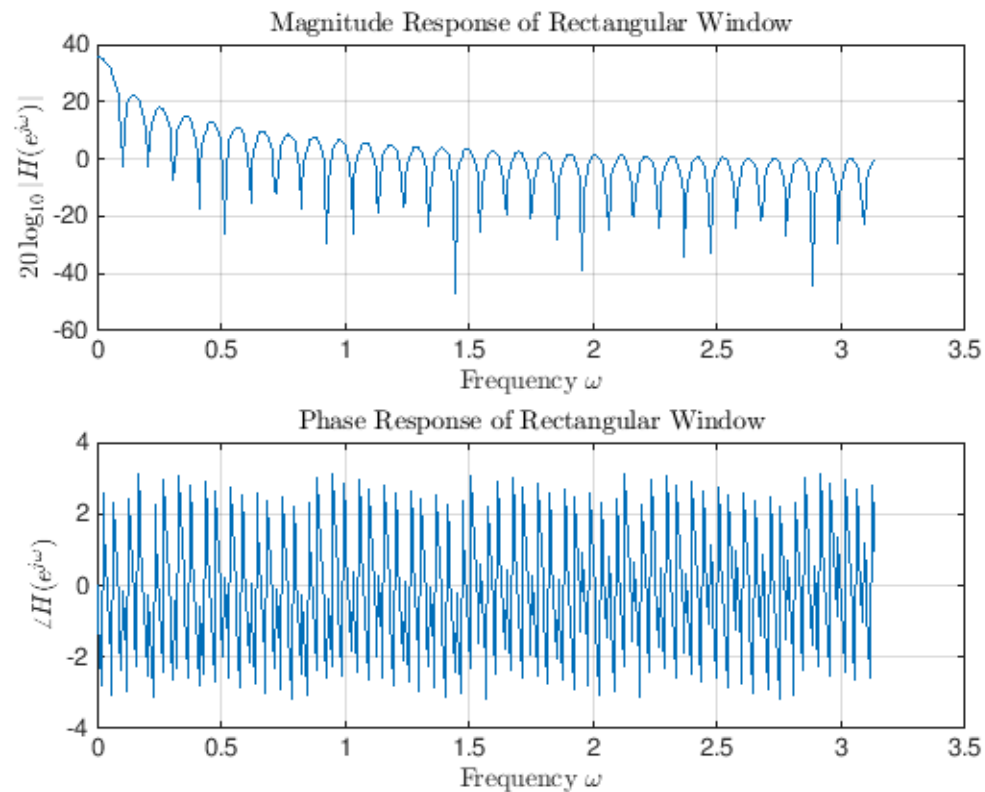 Magnitude Response of Rectangular Window
20 log₁₀ |H(e^{jω})|
40
20
0
-20
-40
-60
0 0.5 1 1.5 2 2.5 3 3.5
Frequency ω
Phase Response of Rectangular Window
∠H(e^{jω})
4
2
0
-2
-4
0 0.5 1 1.5 2 2.5 3 3.5
Frequency ω